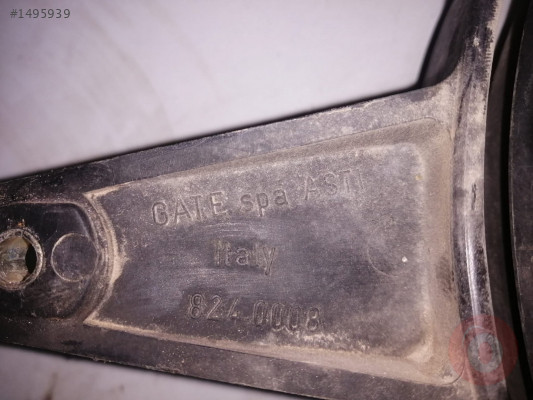 #1495939
GATE spa ASTI
Italy
824.0008